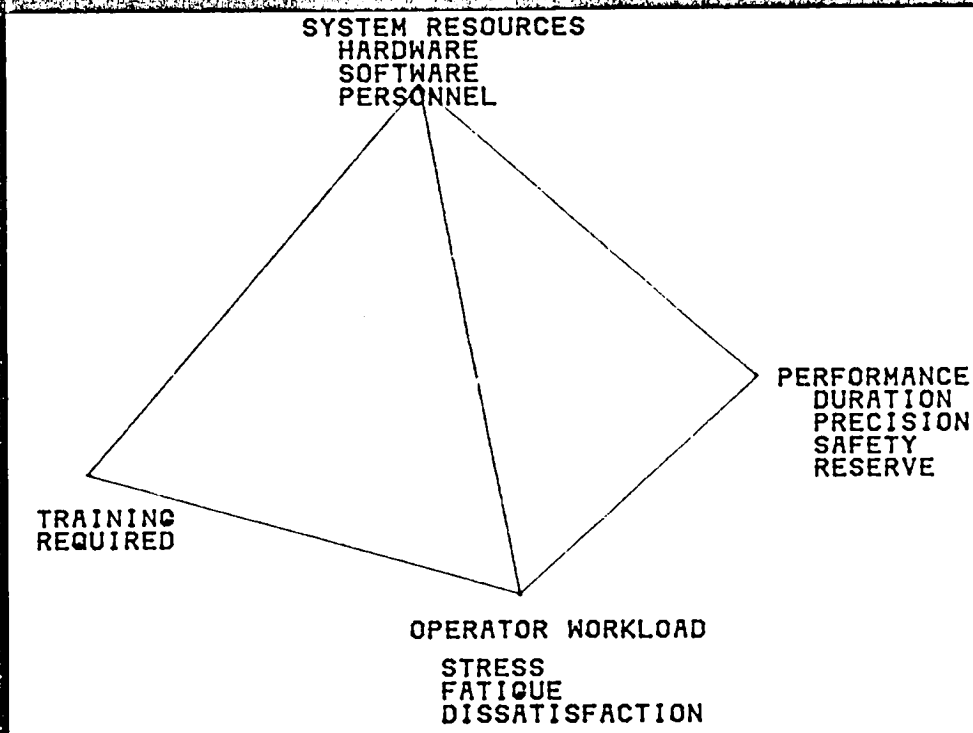 SYSTEM RESOURCES
HARDWARE
SOFTWARE
PERSONNEL
PERFORMANCE
DURATION
PRECISION
SAFETY
RESERVE
TRAINING
REQUIRED
OPERATOR WORKLOAD
STRESS
FATIQUE
DISSATISFACTION